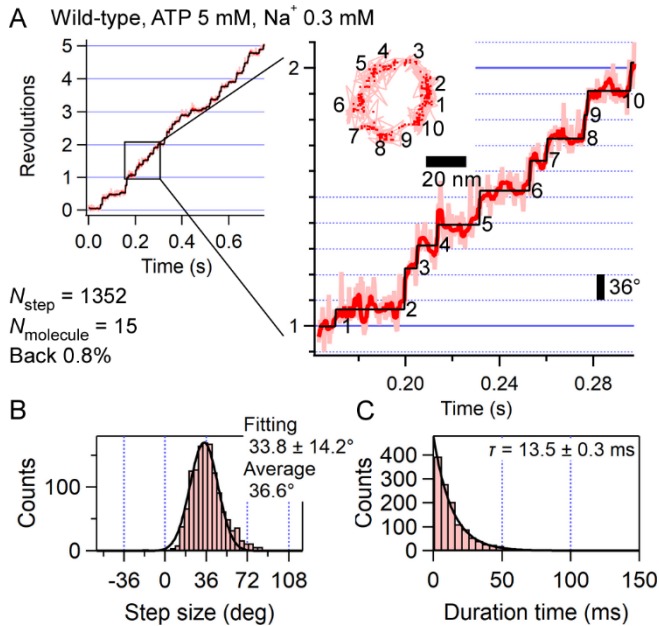 A
Wild-type, ATP 5 mM, Na⁺ 0.3 mM
Revolutions
5
4
3
2
1
0
0.0 0.2 0.4 0.6
Time (s)
N_step = 1352
N_molecule = 15
Back 0.8%
2
1
5 4 3
6 2
7 1
8 9 10
20 nm
1 2 3 4 5 6 7 8 9 10
36°
0.20 0.24 0.28
Time (s)
B
Fitting
33.8 ± 14.2°
Average
36.6°
Counts
100
0
-36 0 36 72 108
Step size (deg)
C
τ = 13.5 ± 0.3 ms
Counts
400
300
200
100
0
0 50 100 150
Duration time (ms)